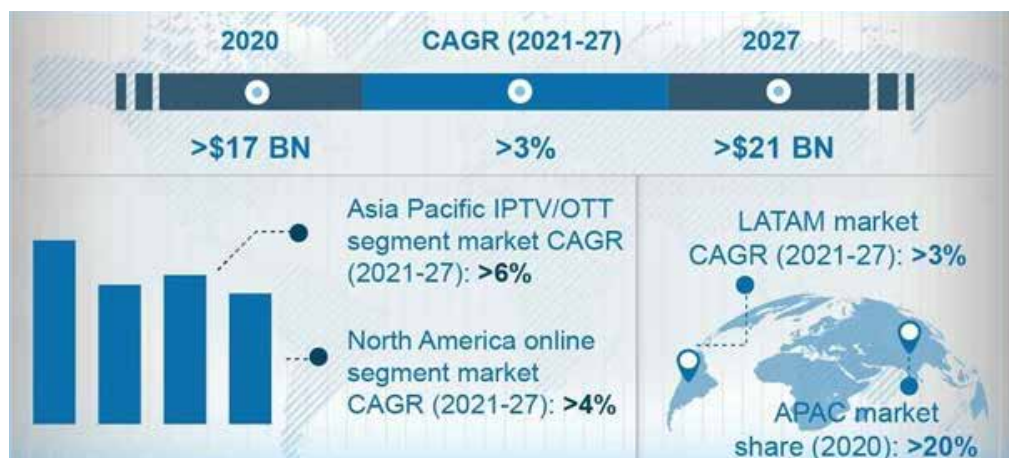 2020
CAGR (2021-27)
2027
>$17 BN
>3%
>$21 BN
Asia Pacific IPTV/OTT
segment market CAGR
(2021-27): >6%
North America online
segment market
CAGR (2021-27): >4%
LATAM market
CAGR (2021-27): >3%
APAC market
share (2020): >20%